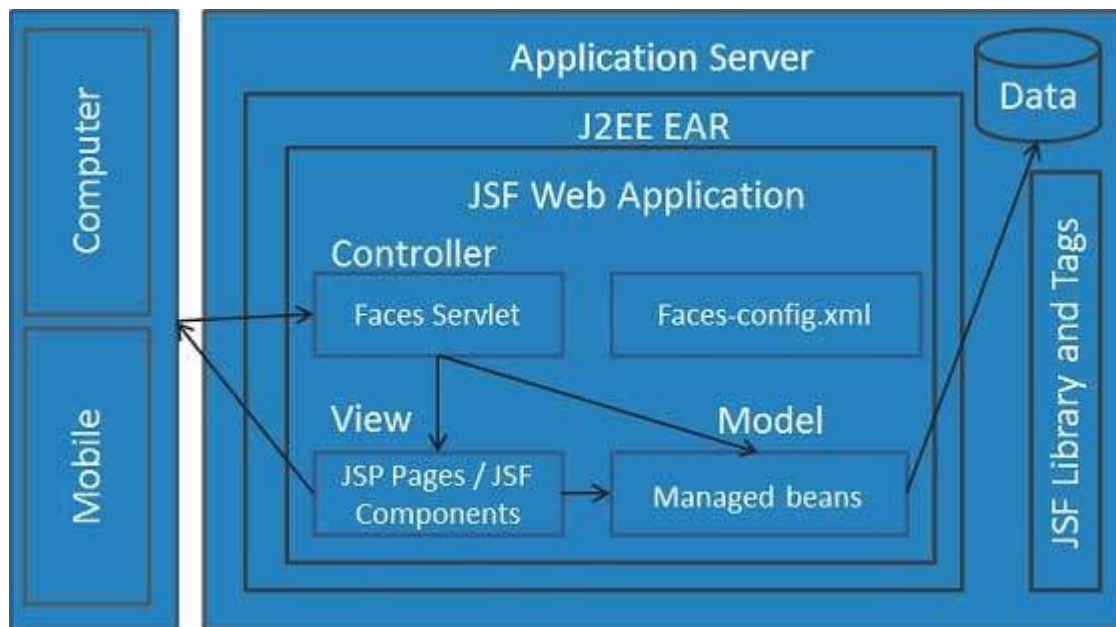 Computer
Mobile
Application Server
J2EE EAR
JSF Web Application
Controller
Faces Servlet
Faces-config.xml
View
Model
JSP Pages / JSF
Components
Managed beans
Data
JSF Library and Tags